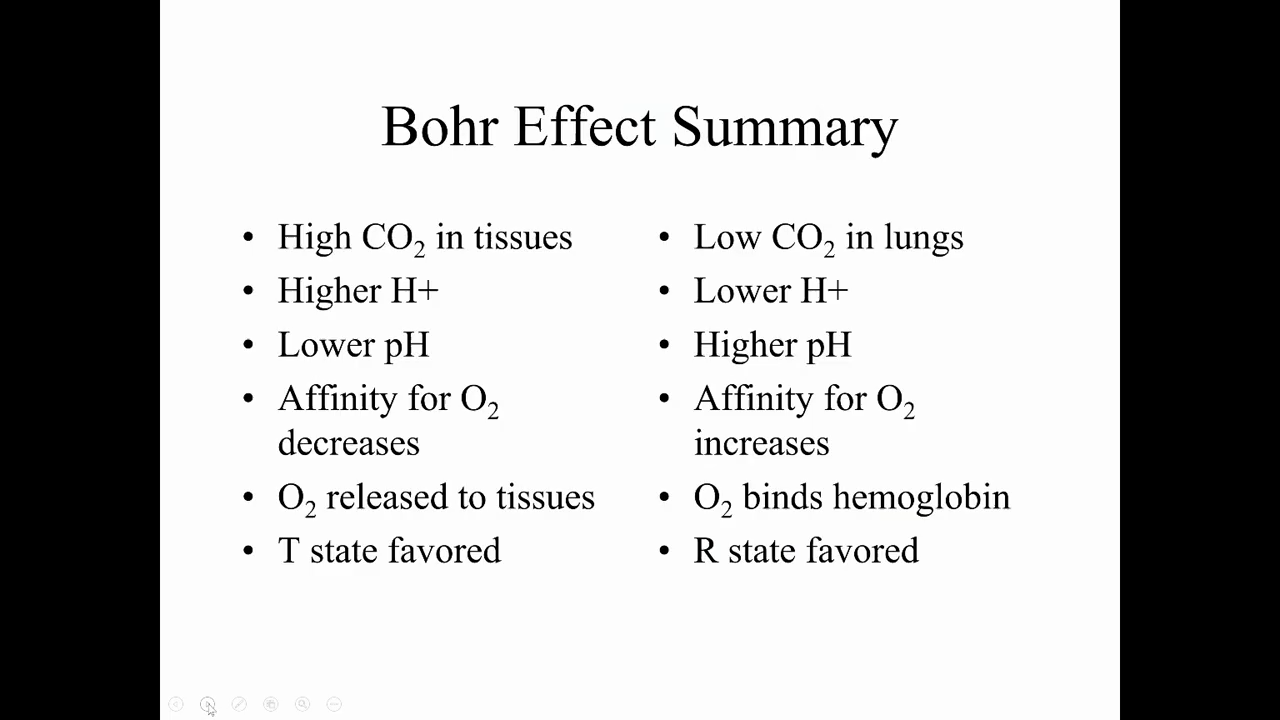 Bohr Effect Summary
• High CO₂ in tissues
• Higher H+
• Lower pH
• Affinity for O₂
decreases
• O₂ released to tissues
• T state favored
• Low CO₂ in lungs
• Lower H+
• Higher pH
• Affinity for O₂
increases
• O₂ binds hemoglobin
• R state favored